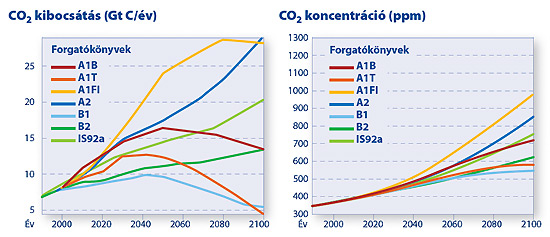 CO2 kibocsátás (Gt C/év)
Forgatókönyvek
A1B
A1T
A1FI
A2
B1
B2
IS92a
25
20
15
10
5
Év
2000
2020
2040
2060
2080
2100
CO2 koncentráció (ppm)
1300
1200
1100
1000
900
800
700
600
500
400
300
Forgatókönyvek
A1B
A1T
A1FI
A2
B1
B2
IS92a
Év
2000
2020
2040
2060
2080
2100